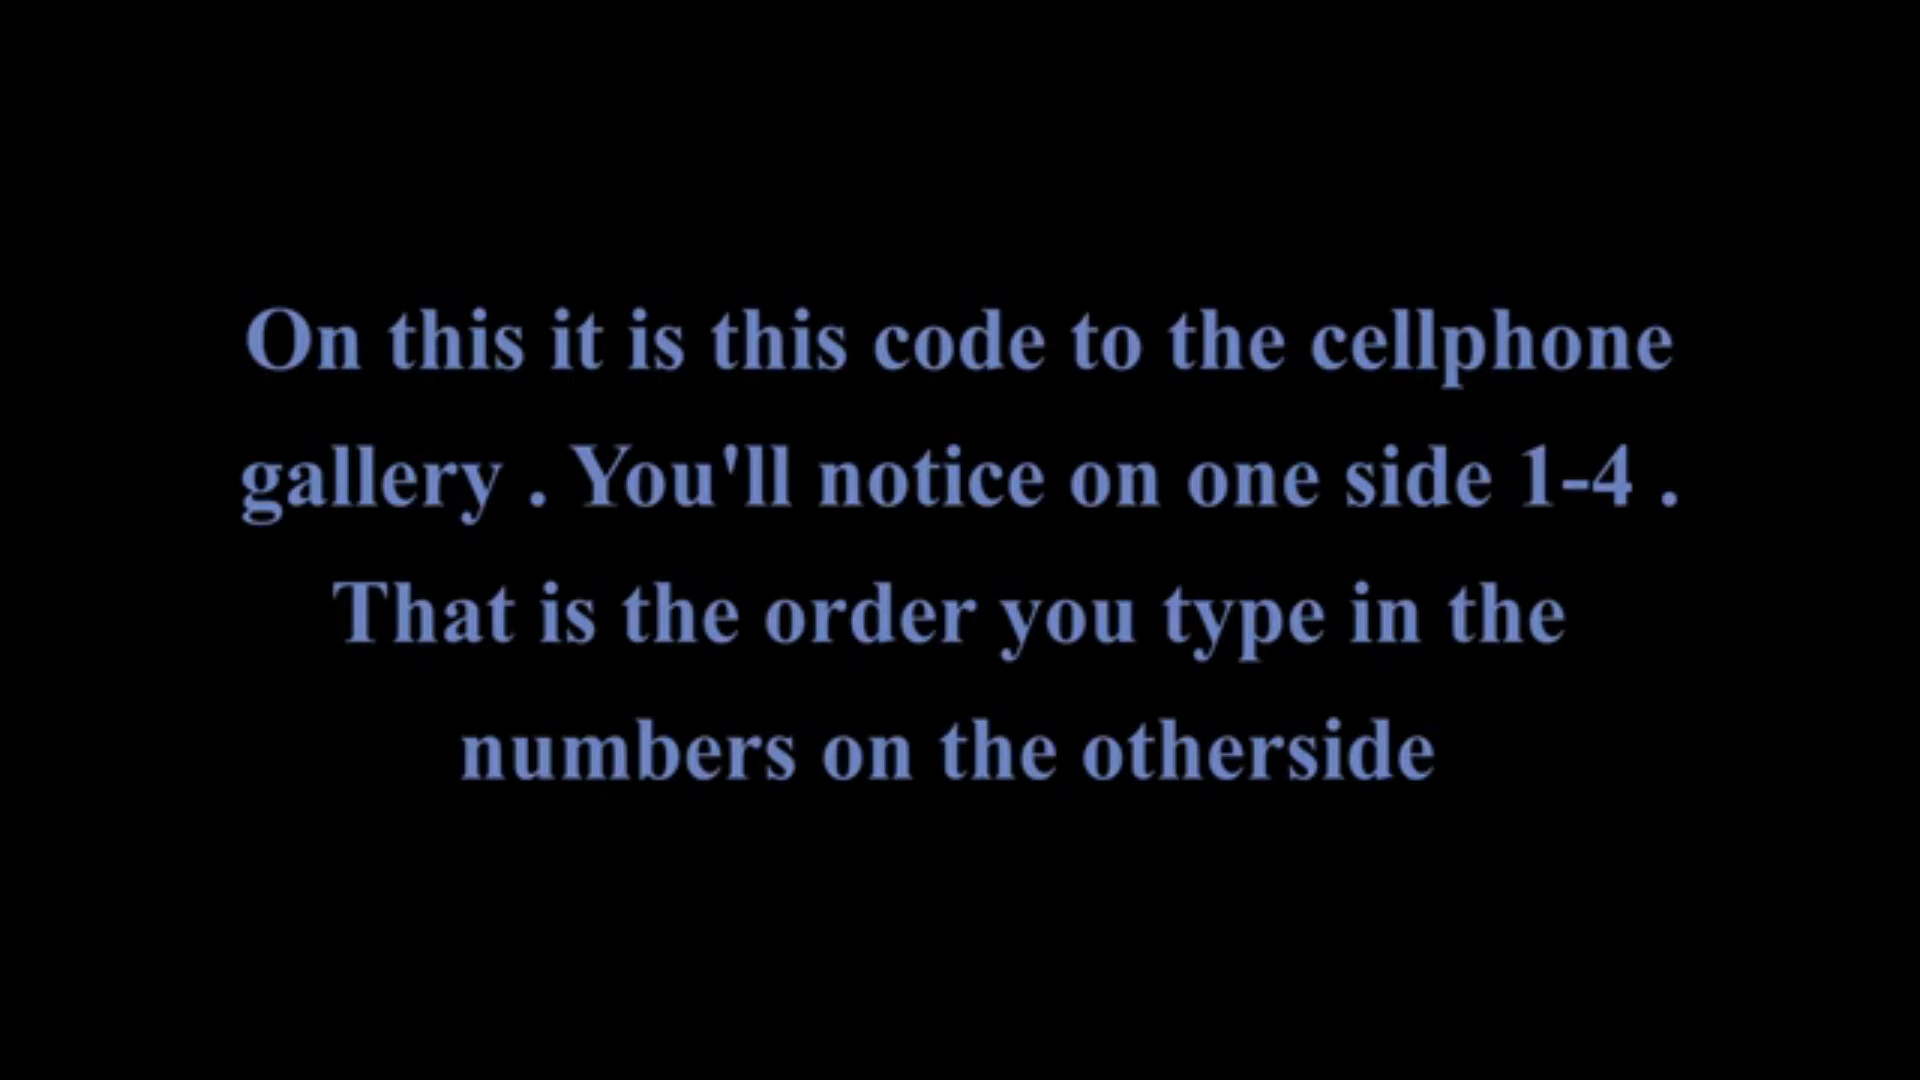 On this it is this code to the cellphone
gallery . You'll notice on one side 1-4 .
That is the order you type in the
numbers on the otherside